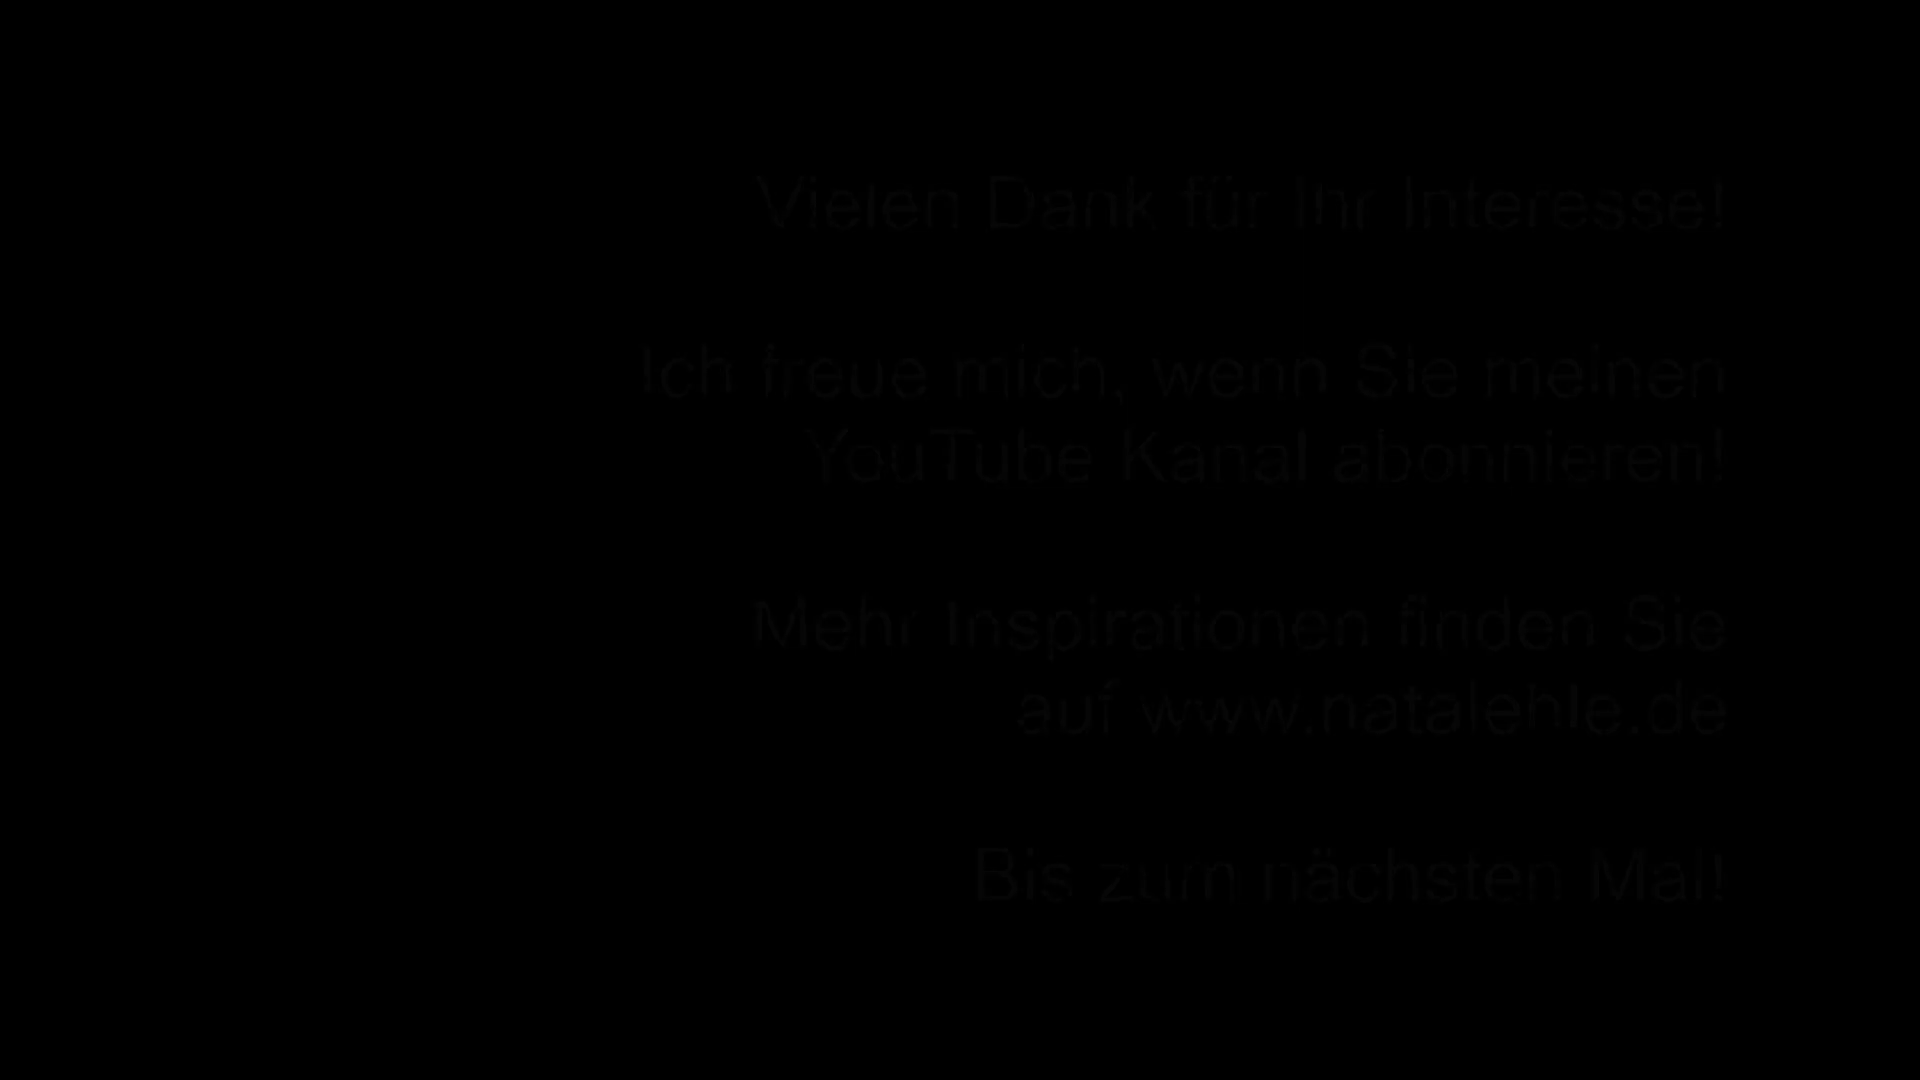 Vielen Dank für Ihr Interesse!
Ich freue mich, wenn Sie meinen
YouTube Kanal abonnieren!
Mehr Inspirationen finden Sie
auf www.natalehle.de
Bis zum nächsten Mal!